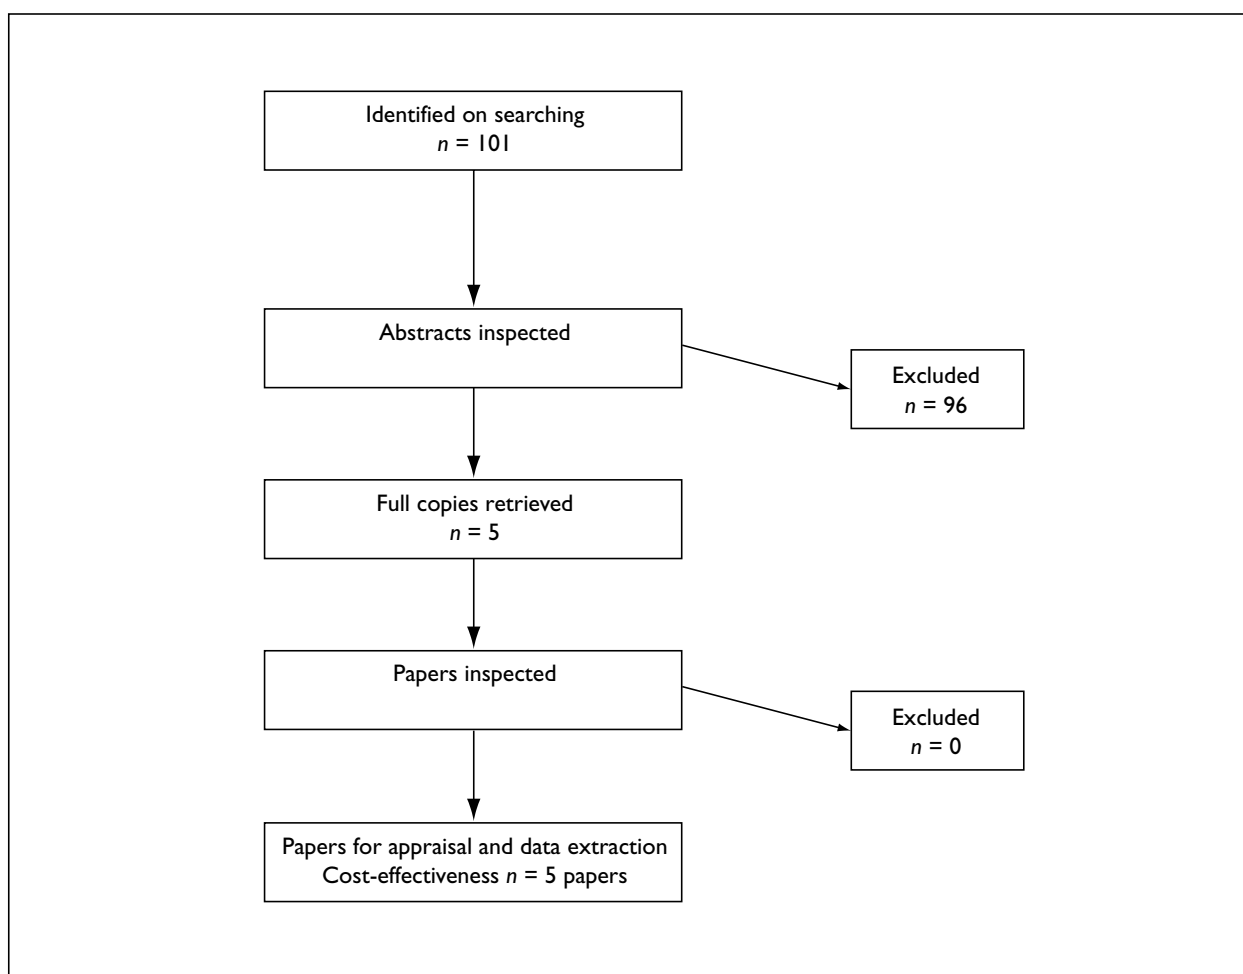 Identified on searching
n = 101
Abstracts inspected
Excluded
n = 96
Full copies retrieved
n = 5
Papers inspected
Excluded
n = 0
Papers for appraisal and data extraction
Cost-effectiveness n = 5 papers